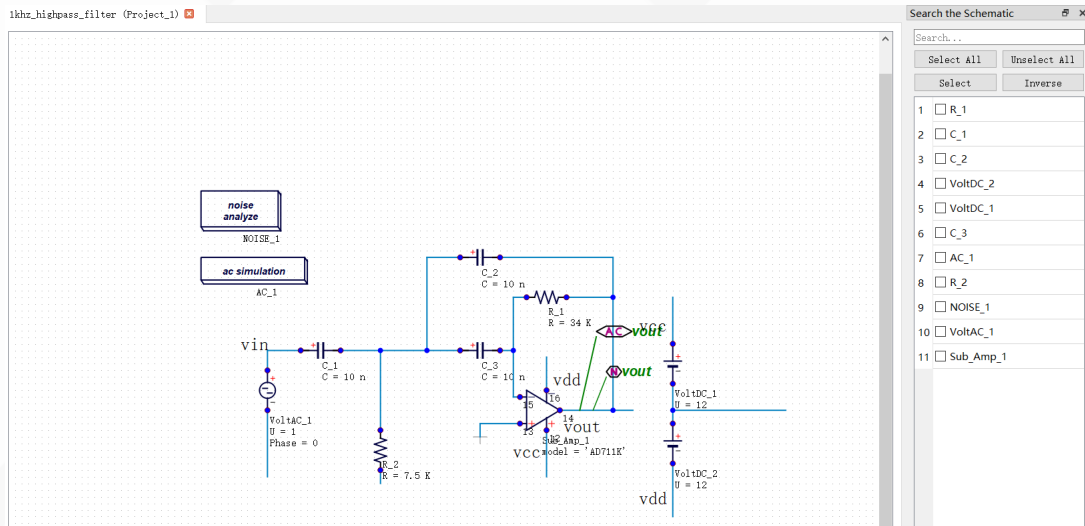 1khz_highpass_filter (Project_1)
Search the Schematic
Search...
Select All
Unselect All
Select
Inverse
1 R_1
2 C_1
3 C_2
4 VoltDC_2
5 VoltDC_1
6 C_3
7 AC_1
8 R_2
9 NOISE_1
10 VoltAC_1
11 Sub_Amp_1
noise
analyze
NOISE_1
ac simulation
AC_1
C_2
C = 10 n
R_1
R = 34 K
AC vout
vcc
vin
C_1
C = 10 n
C_3
C = 10 n
N vout
vdd
VoltAC_1
U = 1
Phase = 0
15
16
14
13
12
vout
Sub_Amp_1
model = 'AD711K'
vcc
VoltDC_1
U = 12
R_2
R = 7.5 K
VoltDC_2
U = 12
vdd